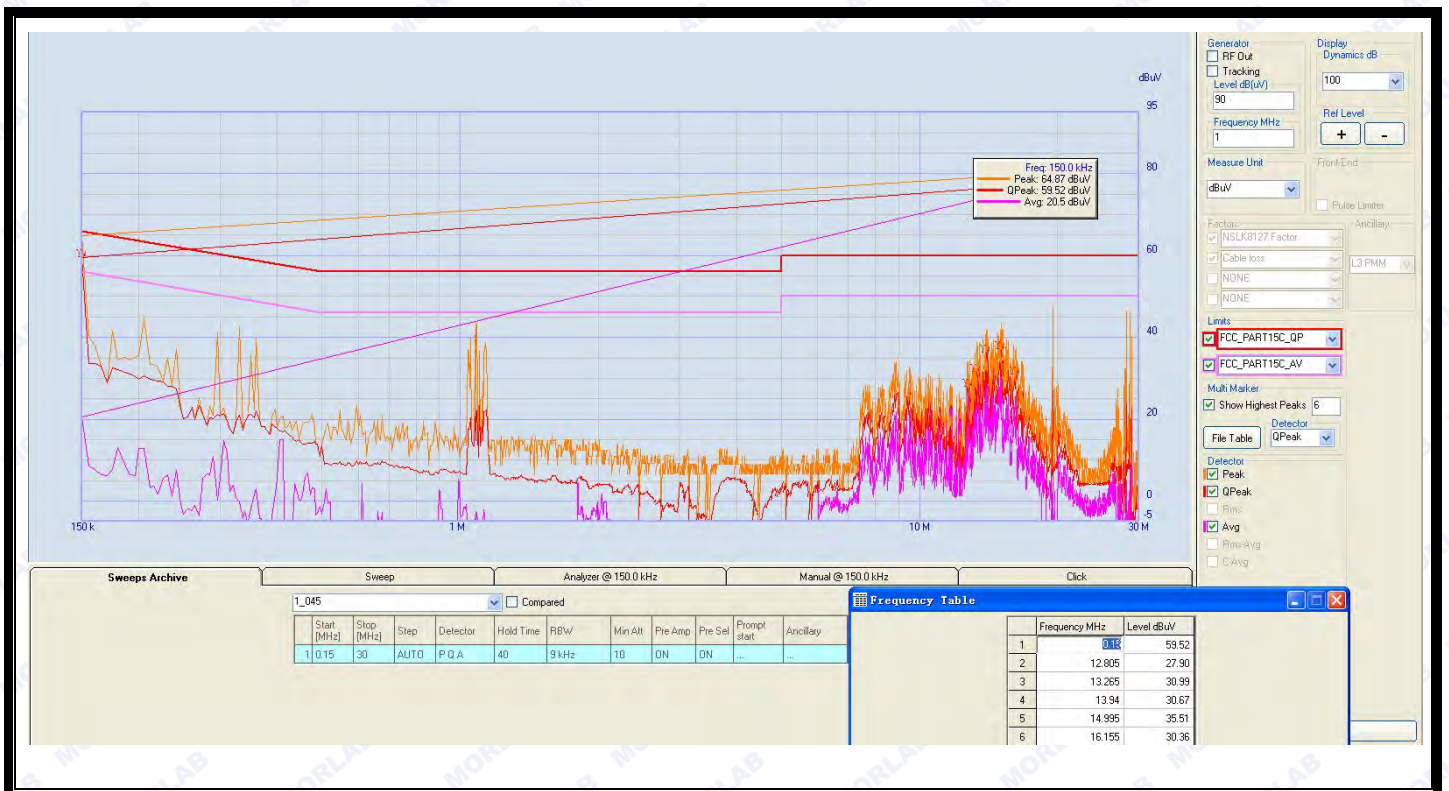 Generator
RF Out
Tracking
Level dB(uV)
90
Frequency MHz
1
Display
Dynamics dB
100
Ref Level
+ -
Measure Unit
dBuV
Front-End
Pulse Limiter
Factors
NSLK8127 Factor
Cable loss
NONE
NONE
Ancillary
L3 PMM
Limits
FCC_PART15C_QP
FCC_PART15C_AV
Multi Marker
Show Highest Peaks 6
File Table
Detector
QPeak
Detector
Peak
QPeak
Rms
Avg
Rms-Avg
C-Avg
dBuV
95
80
60
40
20
0
-5
Freq: 150.0 kHz
Peak: 64.87 dBuV
QPeak: 59.52 dBuV
Avg: 20.5 dBuV
150 k 1 M 10 M 30 M
Sweeps Archive Sweep Analyzer @ 150.0 kHz Manual @ 150.0 kHz Click
1_045 Compared
Start [MHz] Stop [MHz] Step Detector Hold Time RBW Min Att Pre Amp Pre Sel Prompt start Ancillary
1 0.15 30 AUTO P Q A 40 9 kHz 10 ON ON ... ...
Frequency Table
Frequency MHz Level dBuV
1 0.15 59.52
2 12.805 27.90
3 13.265 30.99
4 13.94 30.67
5 14.995 35.51
6 16.155 30.36
MORLAB